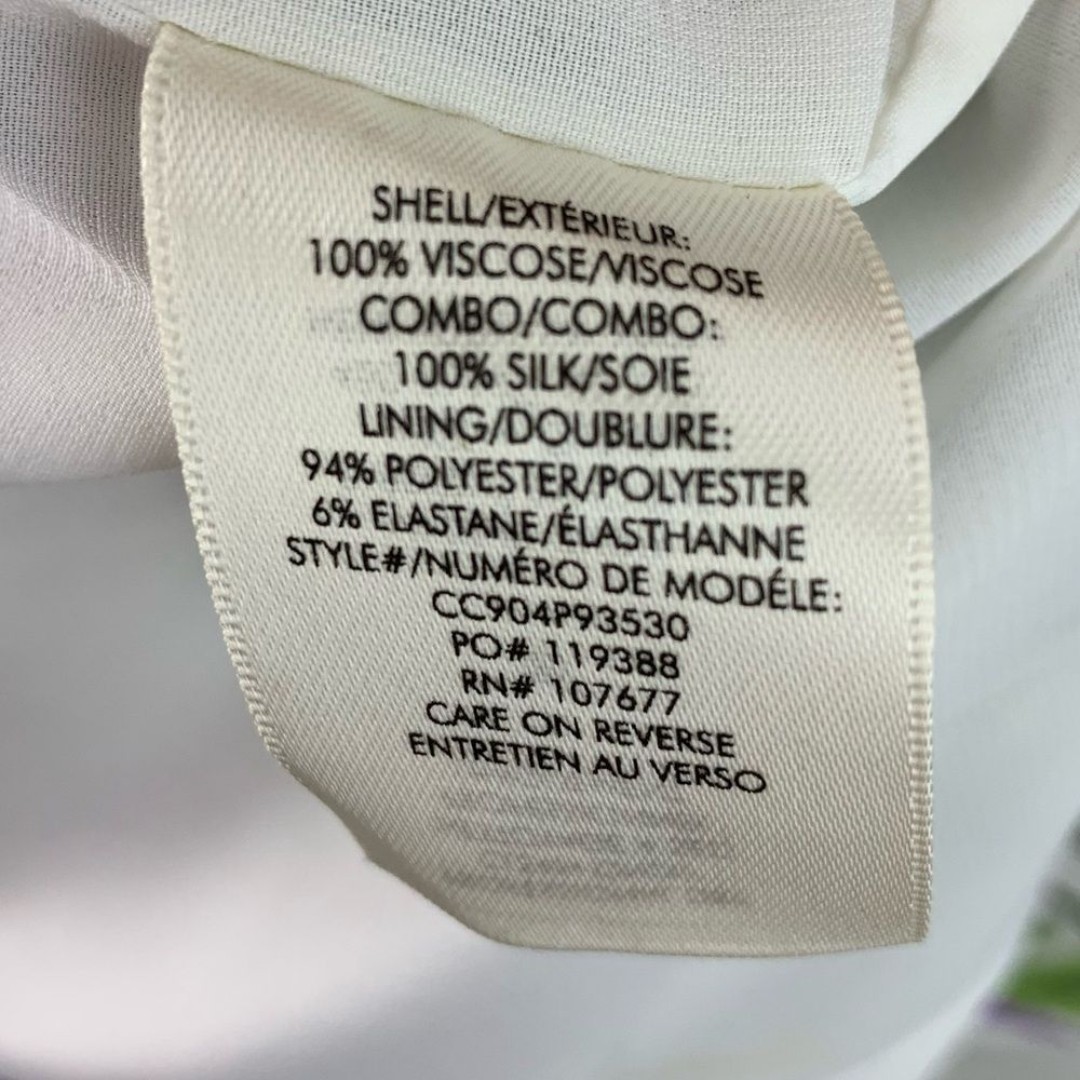 SHELL/EXTÉRIEUR:
100% VISCOSE/VISCOSE
COMBO/COMBO:
100% SILK/SOIE
LINING/DOUBLURE:
94% POLYESTER/POLYESTER
6% ELASTANE/ÉLASTHANNE
STYLE#/NUMÉRO DE MODÉLE:
CC904P93530
PO# 119388
RN# 107677
CARE ON REVERSE
ENTRETIEN AU VERSO